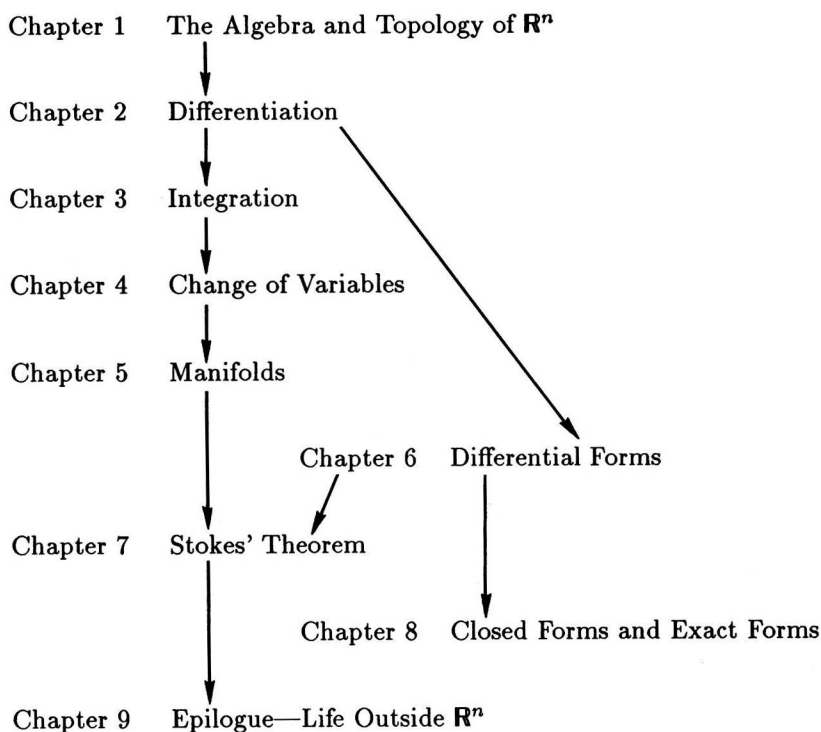 Chapter 1 The Algebra and Topology of Rⁿ
Chapter 2 Differentiation
Chapter 3 Integration
Chapter 4 Change of Variables
Chapter 5 Manifolds
Chapter 6 Differential Forms
Chapter 7 Stokes' Theorem
Chapter 8 Closed Forms and Exact Forms
Chapter 9 Epilogue—Life Outside Rⁿ